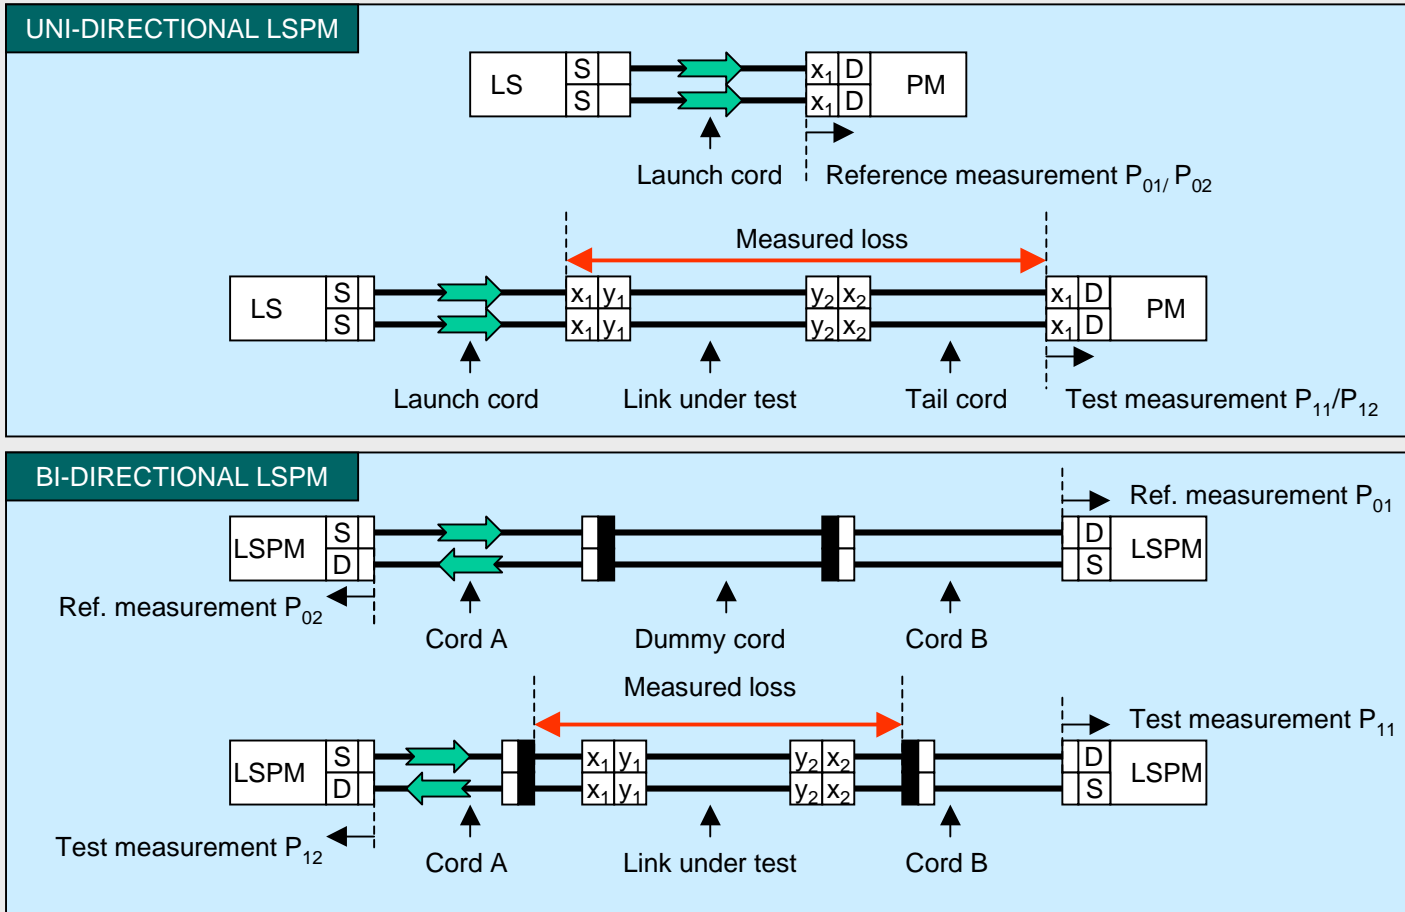 UNI-DIRECTIONAL LSPM
LS S x₁ D PM
S x₁ D
Launch cord Reference measurement P₀₁/ P₀₂
Measured loss
LS S x₁ y₁ y₂ x₂ x₁ D PM
S x₁ y₁ y₂ x₂ x₁ D
Launch cord Link under test Tail cord Test measurement P₁₁/P₁₂
BI-DIRECTIONAL LSPM
Ref. measurement P₀₁
LSPM S D LSPM
D S
Ref. measurement P₀₂
Cord A Dummy cord Cord B
Measured loss
Test measurement P₁₁
LSPM S x₁ y₁ y₂ x₂ D LSPM
D x₁ y₁ y₂ x₂ S
Test measurement P₁₂
Cord A Link under test Cord B